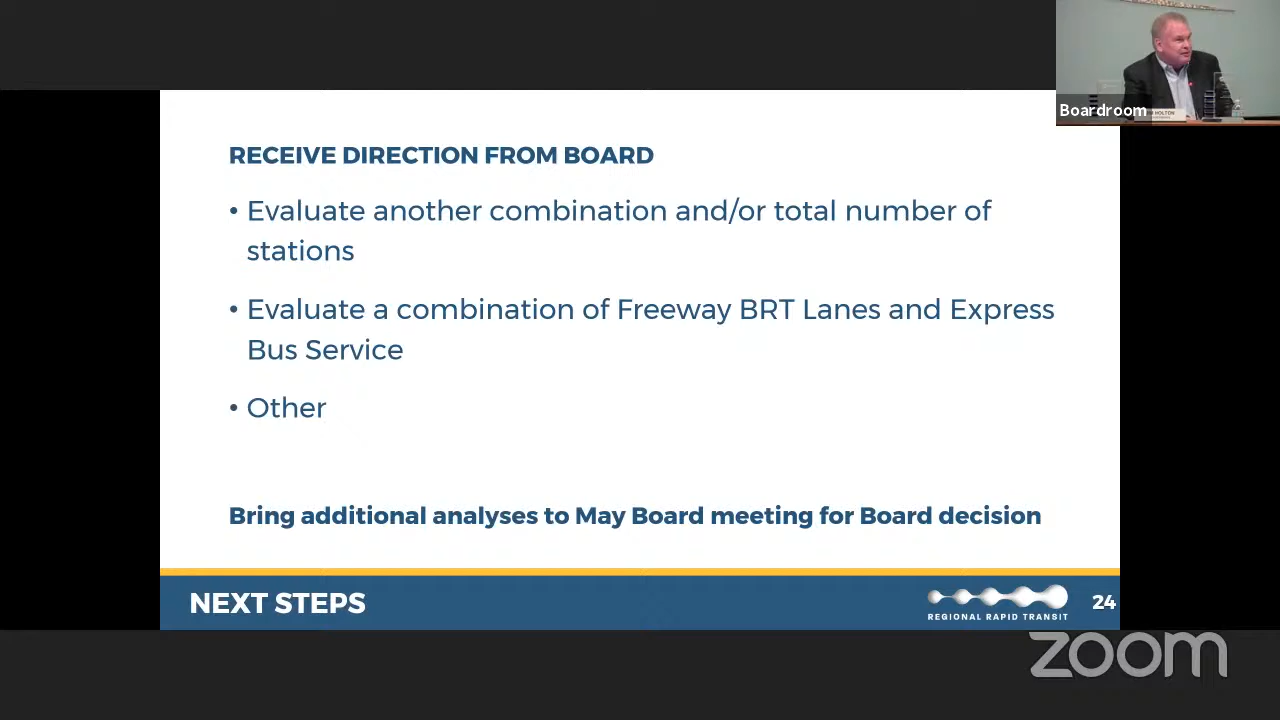 Boardroom
HOLTON
RECEIVE DIRECTION FROM BOARD
• Evaluate another combination and/or total number of
stations
• Evaluate a combination of Freeway BRT Lanes and Express
Bus Service
• Other
Bring additional analyses to May Board meeting for Board decision
NEXT STEPS
REGIONAL RAPID TRANSIT
24
zoom